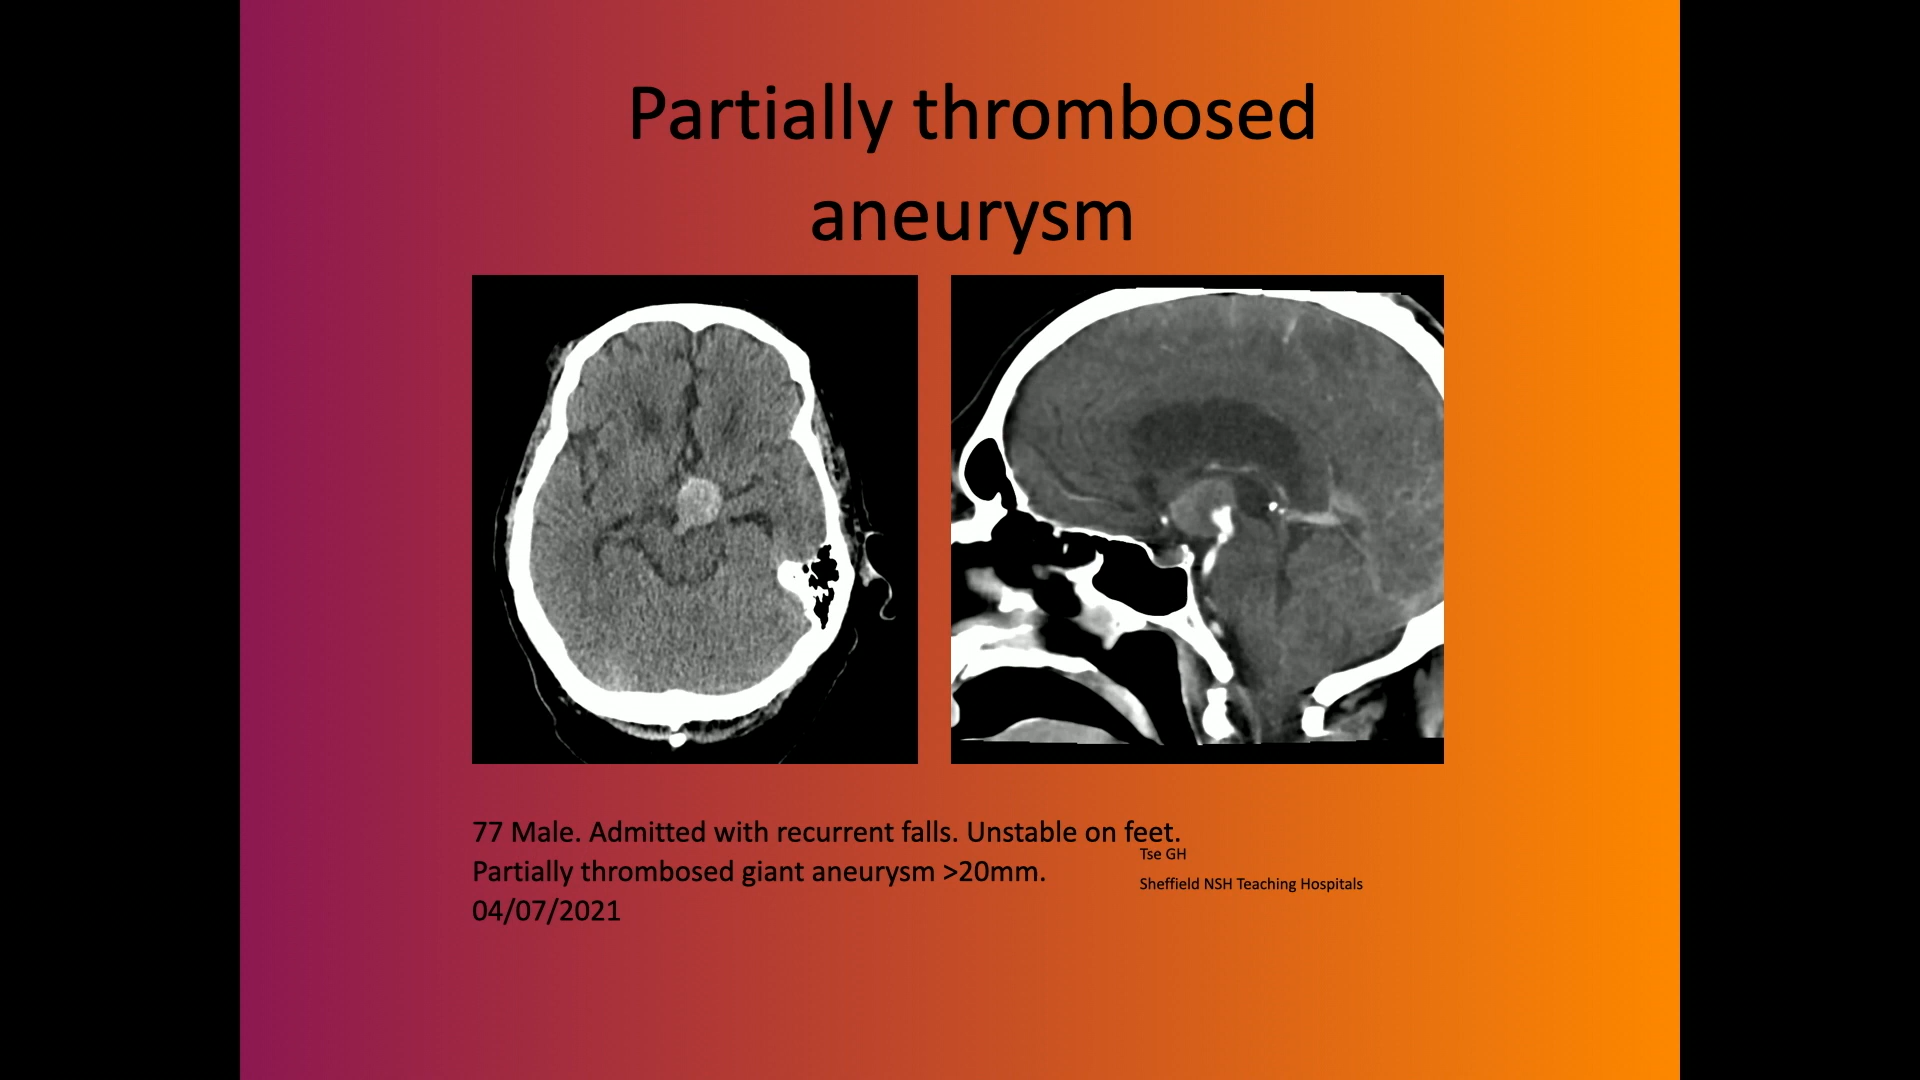 Partially thrombosed
aneurysm
77 Male. Admitted with recurrent falls. Unstable on feet.
Partially thrombosed giant aneurysm >20mm.
04/07/2021
Tse GH
Sheffield NSH Teaching Hospitals